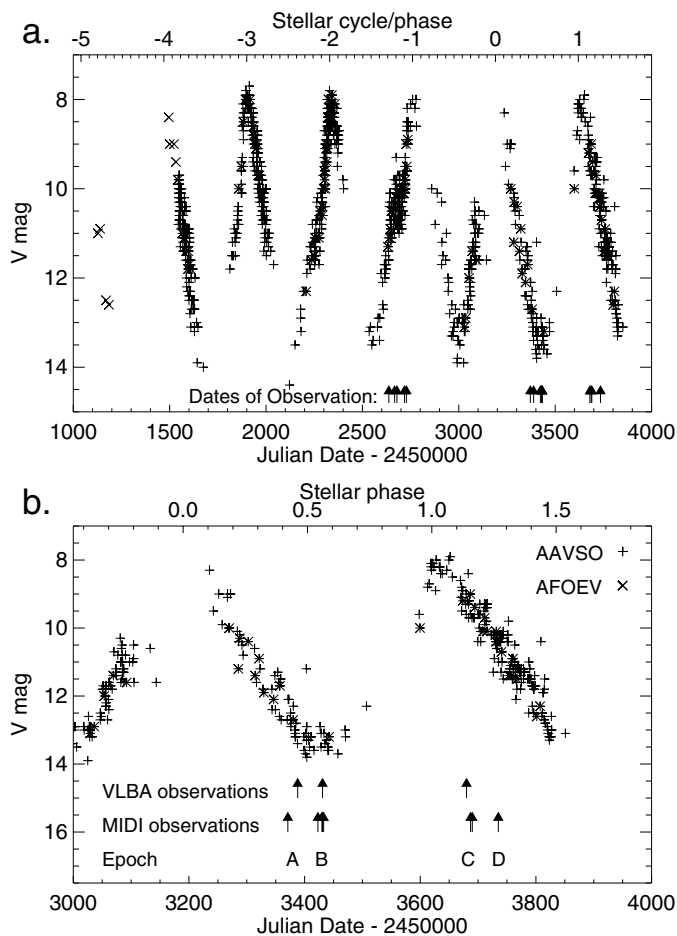 a.
Stellar cycle/phase
-5 -4 -3 -2 -1 0 1
V mag
8
10
12
14
Dates of Observation:
1000 1500 2000 2500 3000 3500 4000
Julian Date - 2450000
b.
Stellar phase
0.0 0.5 1.0 1.5
V mag
8
10
12
14
16
AAVSO +
AFOEV ×
VLBA observations
MIDI observations
Epoch A B C D
3000 3200 3400 3600 3800 4000
Julian Date - 2450000